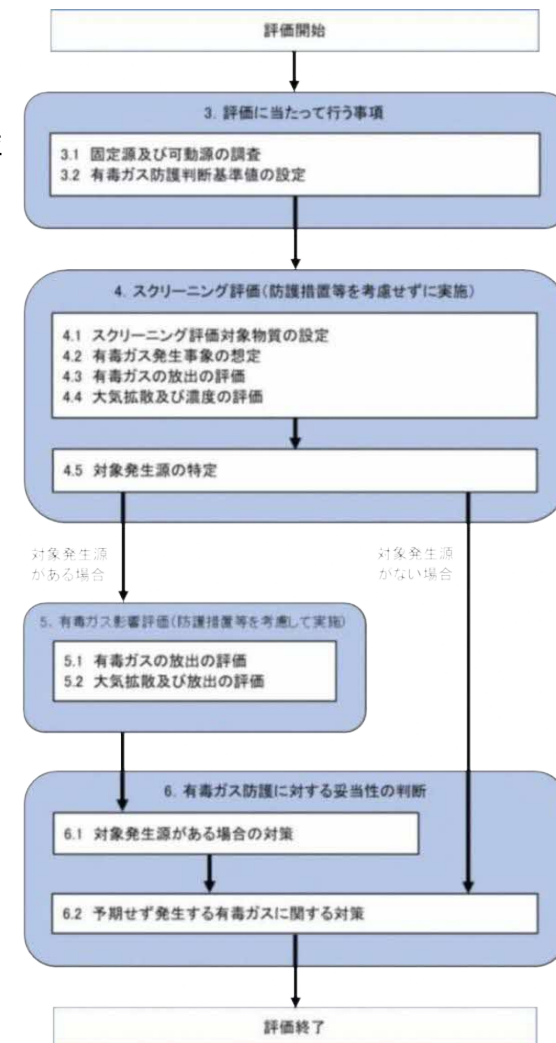 評価開始
3. 評価に当たって行う事項
3.1 固定源及び可動源の調査
3.2 有毒ガス防護判断基準値の設定
4. スクリーニング評価(防護措置等を考慮せずに実施)
4.1 スクリーニング評価対象物質の設定
4.2 有毒ガス発生事象の想定
4.3 有毒ガスの放出の評価
4.4 大気拡散及び濃度の評価
4.5 対象発生源の特定
対象発生源
がある場合
対象発生源
がない場合
5. 有毒ガス影響評価(防護措置等を考慮して実施)
5.1 有毒ガスの放出の評価
5.2 大気拡散及び放出の評価
6. 有毒ガス防護に対する妥当性の判断
6.1 対象発生源がある場合の対策
6.2 予期せず発生する有毒ガスに関する対策
評価終了